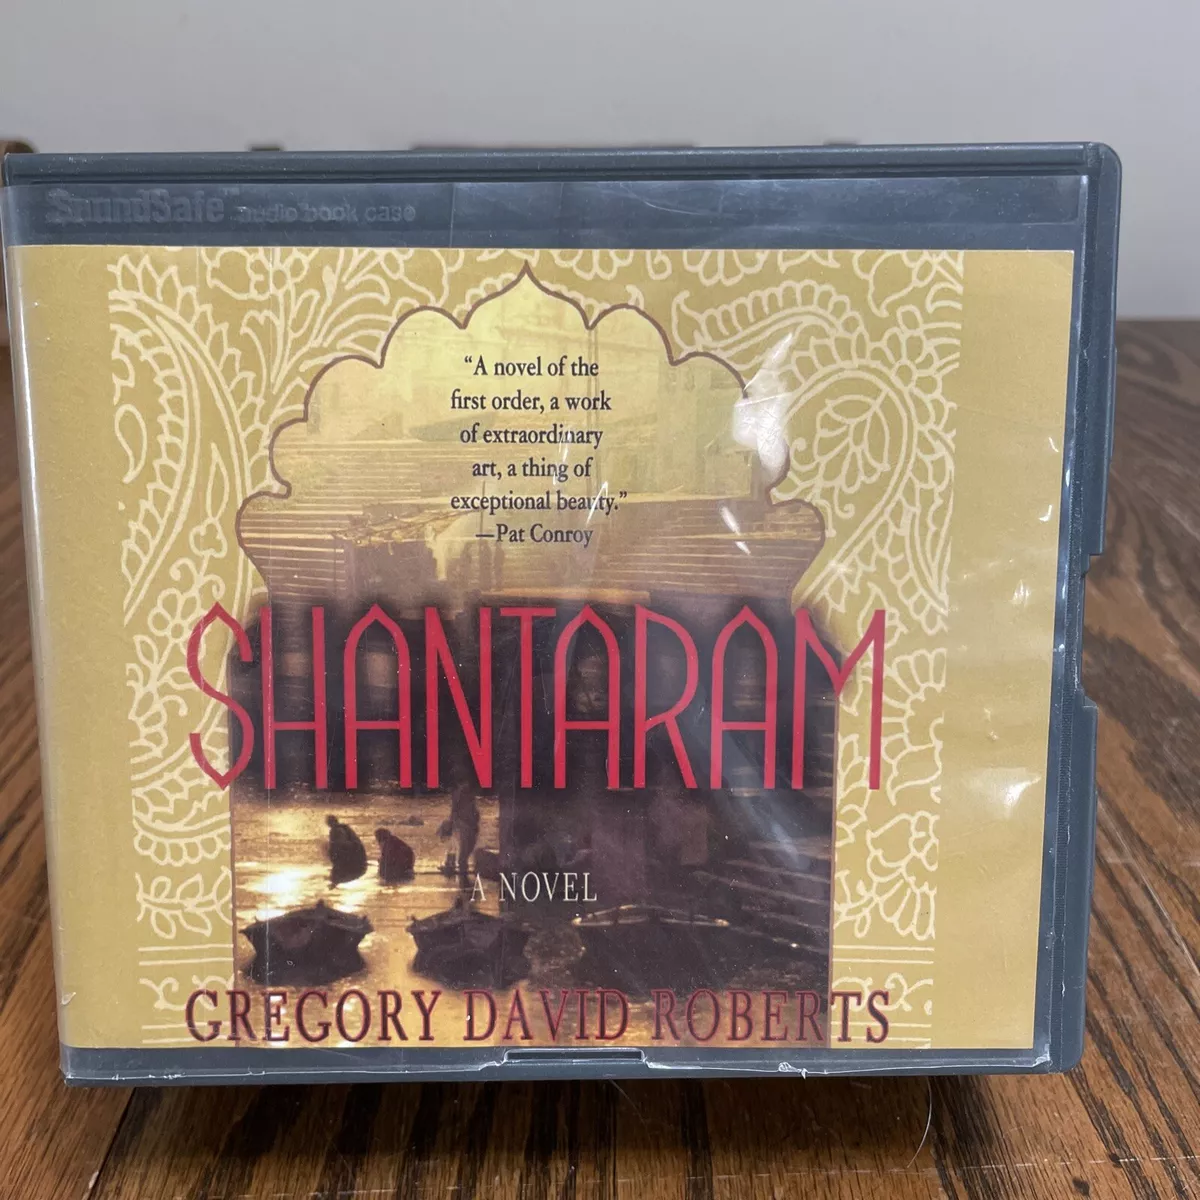 SoundSafe™ audio book case
“A novel of the
first order, a work
of extraordinary
art, a thing of
exceptional beauty.”
—Pat Conroy
SHANTARAM
A NOVEL
GREGORY DAVID ROBERTS